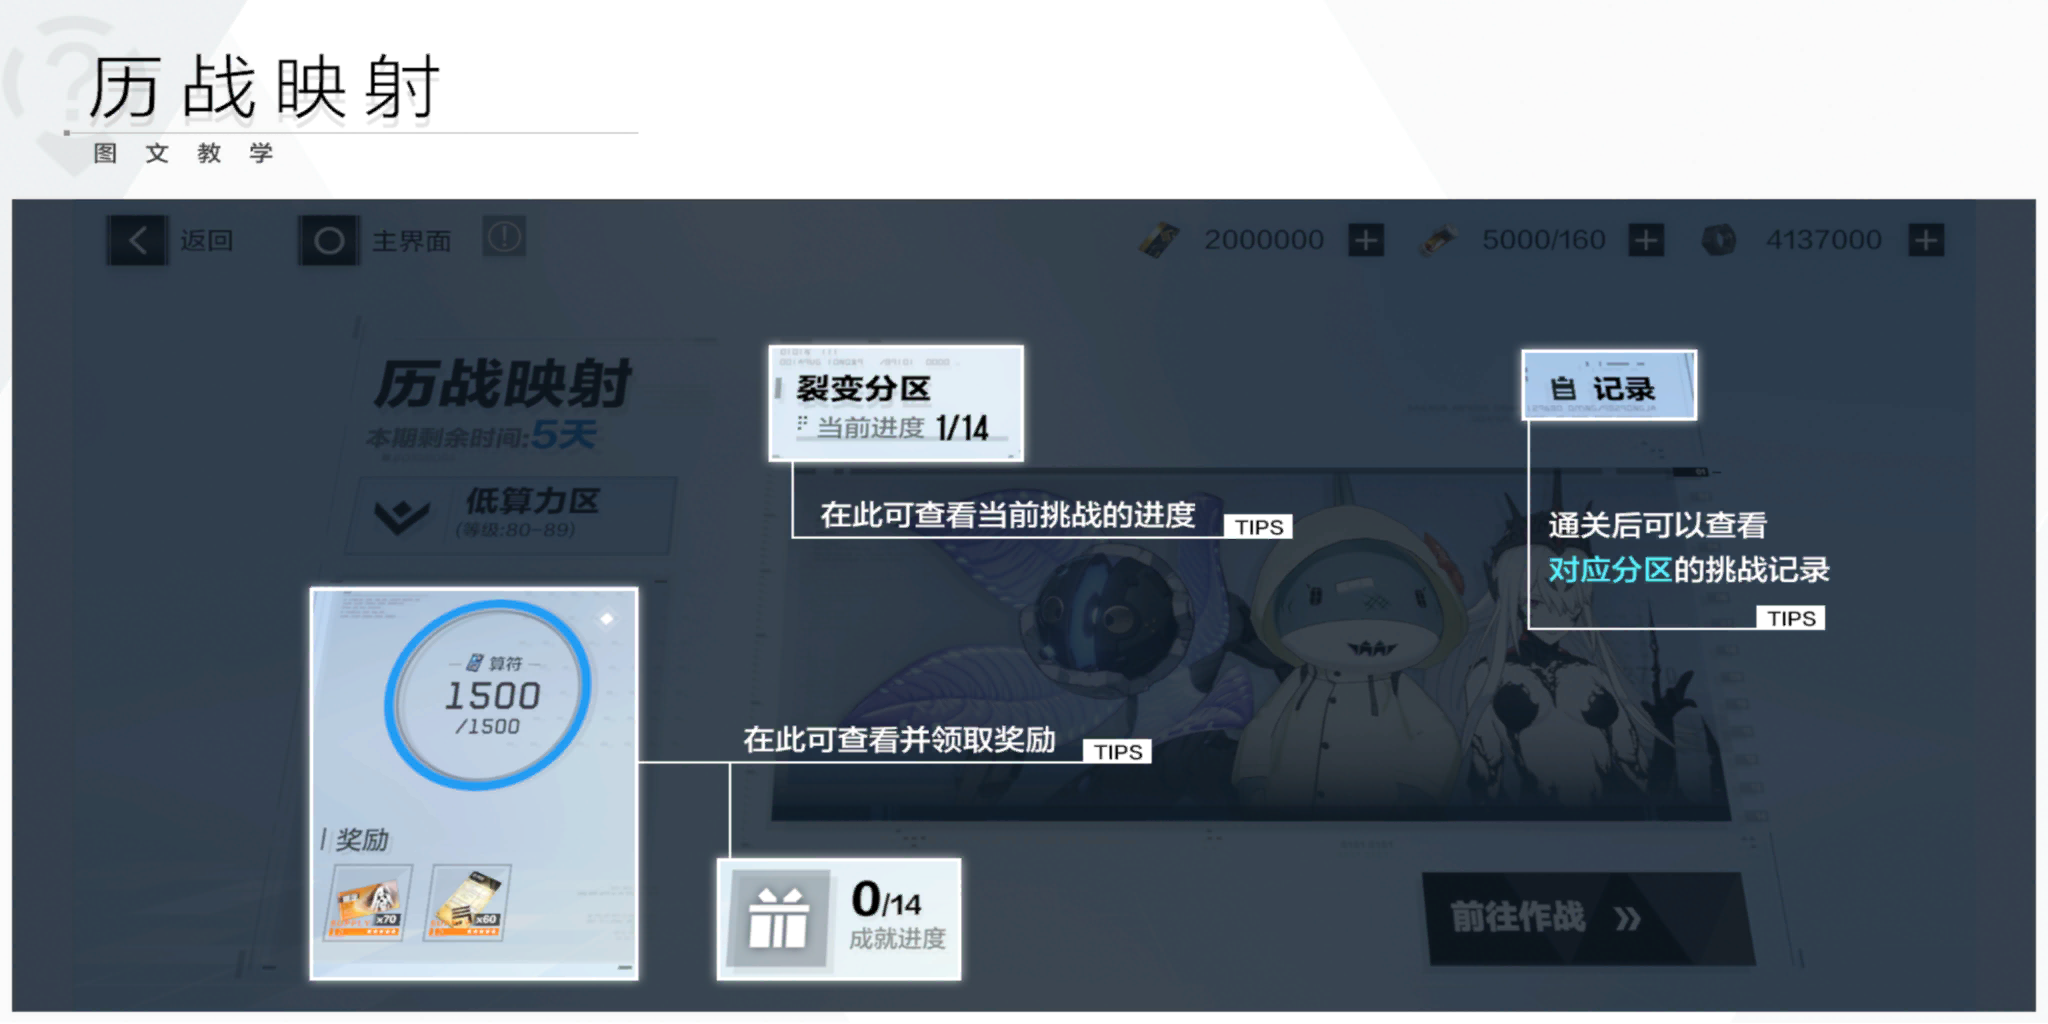 历战映射
图文教学
返回
主界面
2000000
5000/160
4137000
历战映射
本期剩余时间:5天
低算力区
(等级:80-89)
裂变分区
当前进度 1/14
在此可查看当前挑战的进度
TIPS
记录
通关后可以查看
对应分区的挑战记录
TIPS
算符
1500
/1500
奖励
x70
x60
在此可查看并领取奖励
TIPS
0/14
成就进度
前往作战